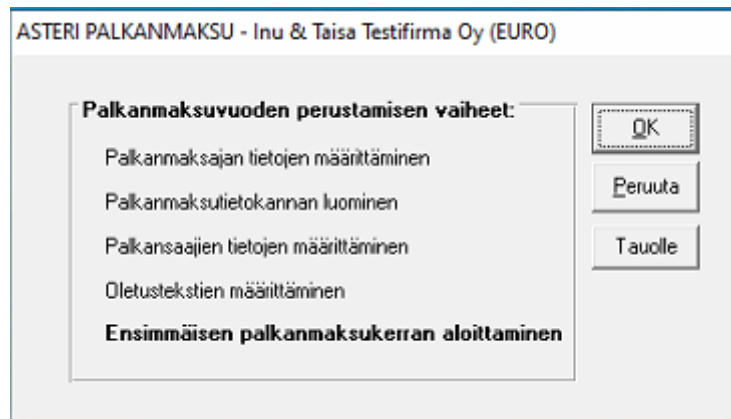 ASTERI PALKANMAKSU - Inu & Taisa Testifirma Oy (EURO)
Palkanmaksuvuoden perustamisen vaiheet:
Palkanmaksajan tietojen määrittäminen
Palkanmaksutietokannan luominen
Palkansaajien tietojen määrittäminen
Oletustekstien määrittäminen
Ensimmäisen palkanmaksukerran aloittaminen
OK
Peruuta
Tauolle